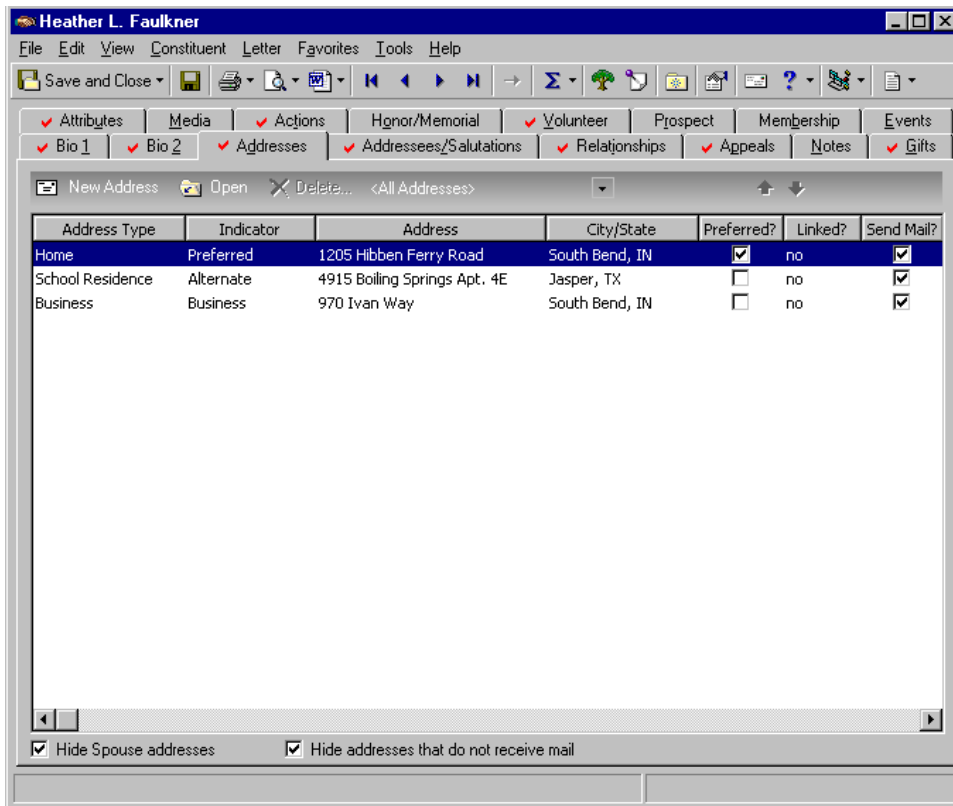 Heather L. Faulkner
File Edit View Constituent Letter Favorites Tools Help
Save and Close
Attributes Media Actions Honor/Memorial Volunteer Prospect Membership Events
Bio 1 Bio 2 Addresses Addressees/Salutations Relationships Appeals Notes Gifts
New Address Open Delete... <All Addresses>
Address Type Indicator Address City/State Preferred? Linked? Send Mail?
Home Preferred 1205 Hibben Ferry Road South Bend, IN no
School Residence Alternate 4915 Boiling Springs Apt. 4E Jasper, TX no
Business Business 970 Ivan Way South Bend, IN no
Hide Spouse addresses Hide addresses that do not receive mail